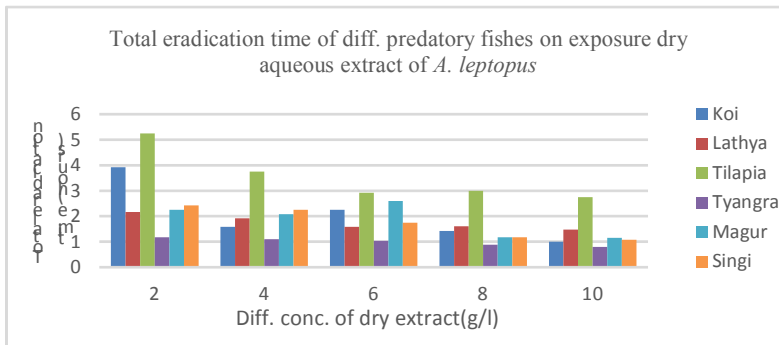 Total eradication time of diff. predatory fishes on exposure dry
aqueous extract of A. leptopus
6
5
4
3
2
1
0
2 4 6 8 10
Diff. conc. of dry extract(g/l)
Koi
Lathya
Tilapia
Tyangra
Magur
Singi